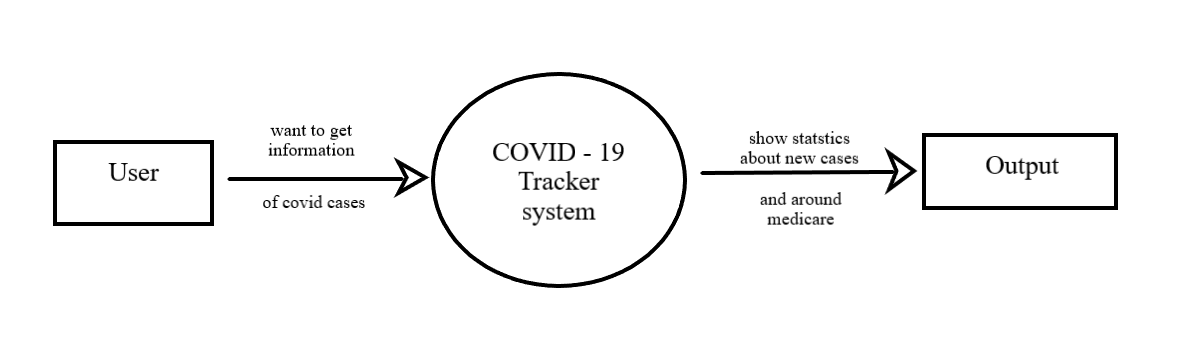 User
want to get
information
of covid cases
COVID - 19
Tracker
system
show statstics
about new cases
and around
medicare
Output